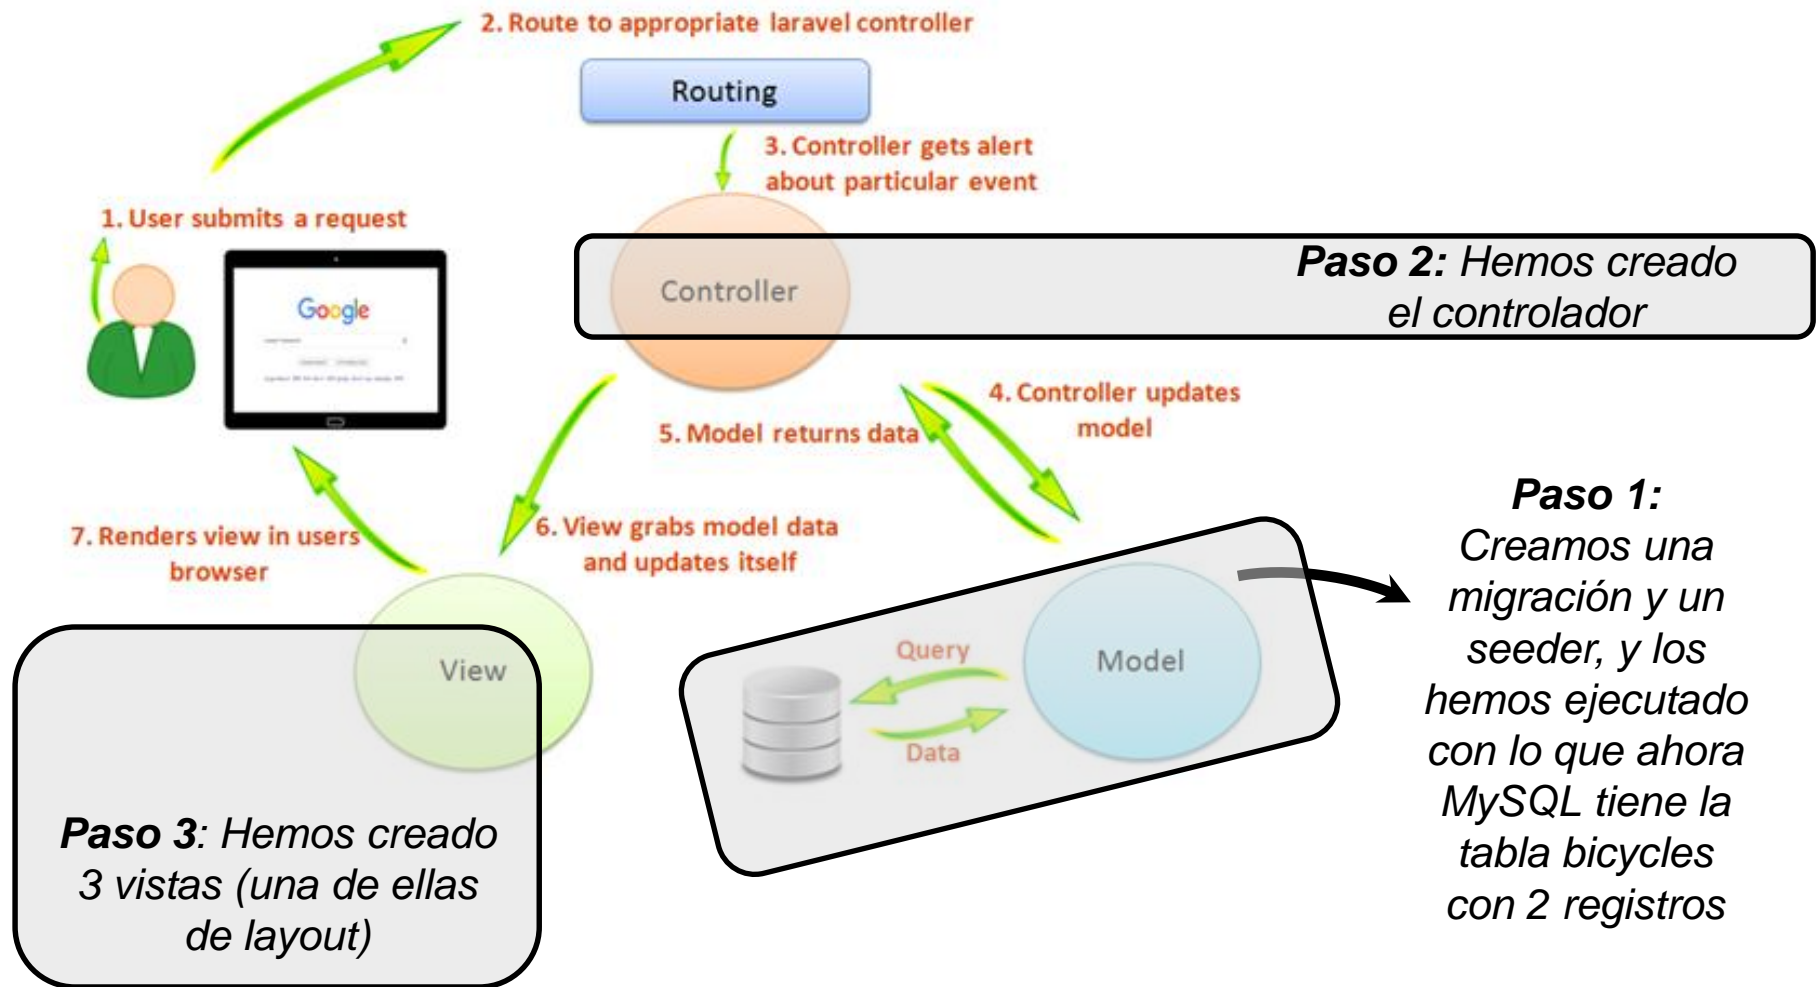 2. Route to appropriate laravel controller
Routing
3. Controller gets alert
about particular event
1. User submits a request
Google
Controller
Paso 2: Hemos creado
el controlador
4. Controller updates
model
5. Model returns data
6. View grabs model data
and updates itself
7. Renders view in users
browser
View
Query
Data
Model
Paso 1:
Creamos una
migración y un
seeder, y los
hemos ejecutado
con lo que ahora
MySQL tiene la
tabla bicycles
con 2 registros
Paso 3: Hemos creado
3 vistas (una de ellas
de layout)